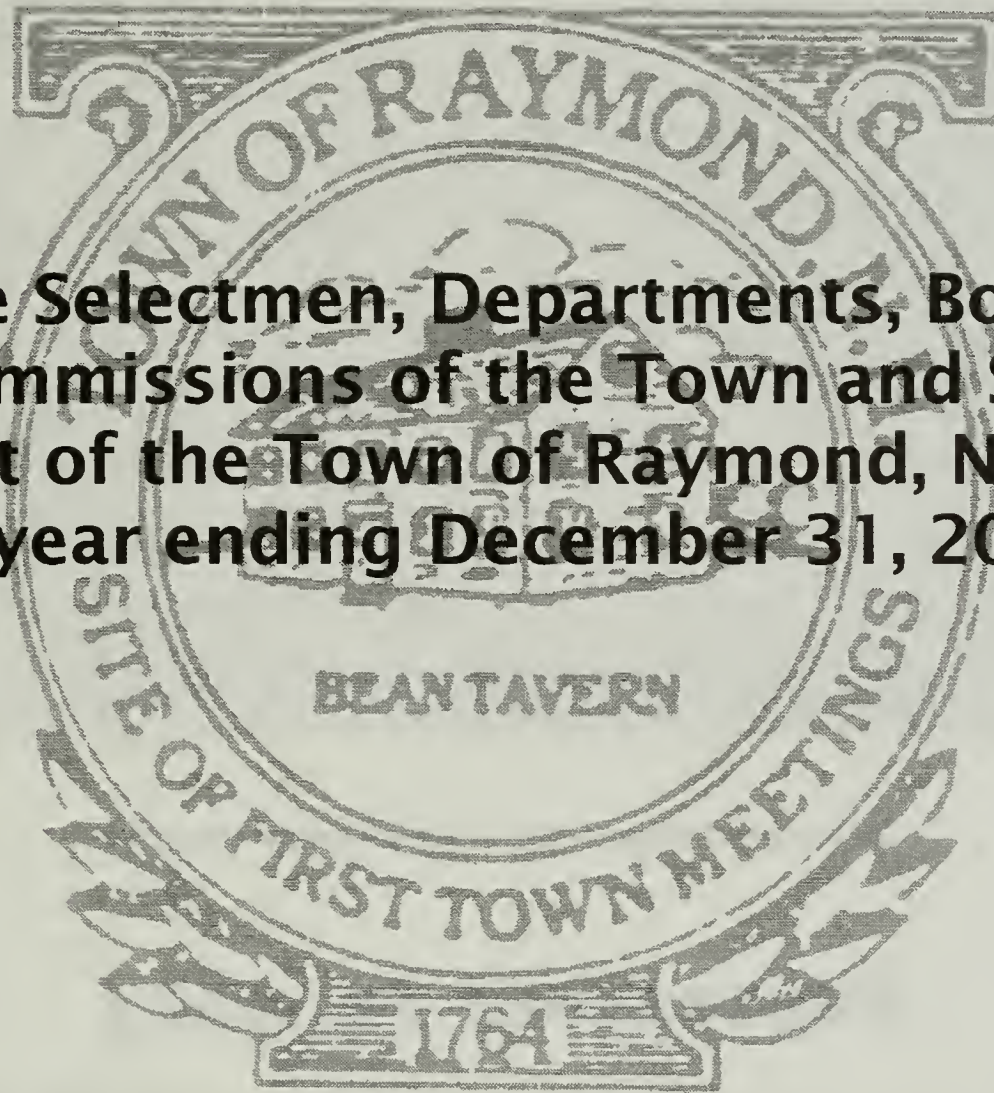 TOWN OF RAYMOND, N.H.
e Selectmen, Departments, Bo
mmissions of the Town and S
t of the Town of Raymond, N
year ending December 31, 20
BEAN TAVERN
SITE OF FIRST TOWN MEETINGS
1764